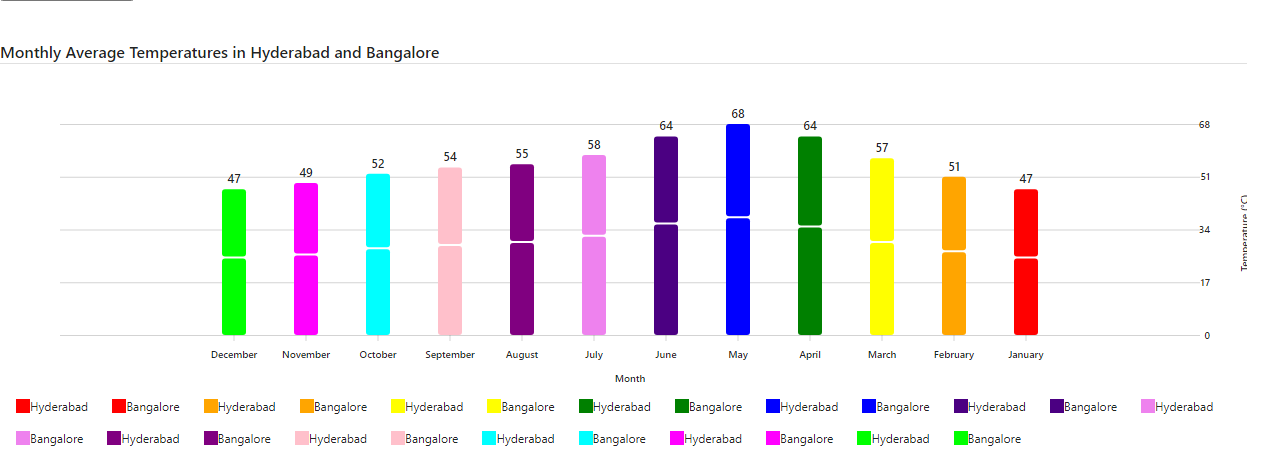 Monthly Average Temperatures in Hyderabad and Bangalore
68
64 64
58 57
55
54
52 51
49
47 47
68
51
34
17
0
Temperature (°C)
December November October September August July June May April March February January
Month
Hyderabad Bangalore Hyderabad Bangalore Hyderabad Bangalore Hyderabad Bangalore Hyderabad Bangalore Hyderabad Bangalore Hyderabad
Bangalore Hyderabad Bangalore Hyderabad Bangalore Hyderabad Bangalore Hyderabad Bangalore Hyderabad Bangalore